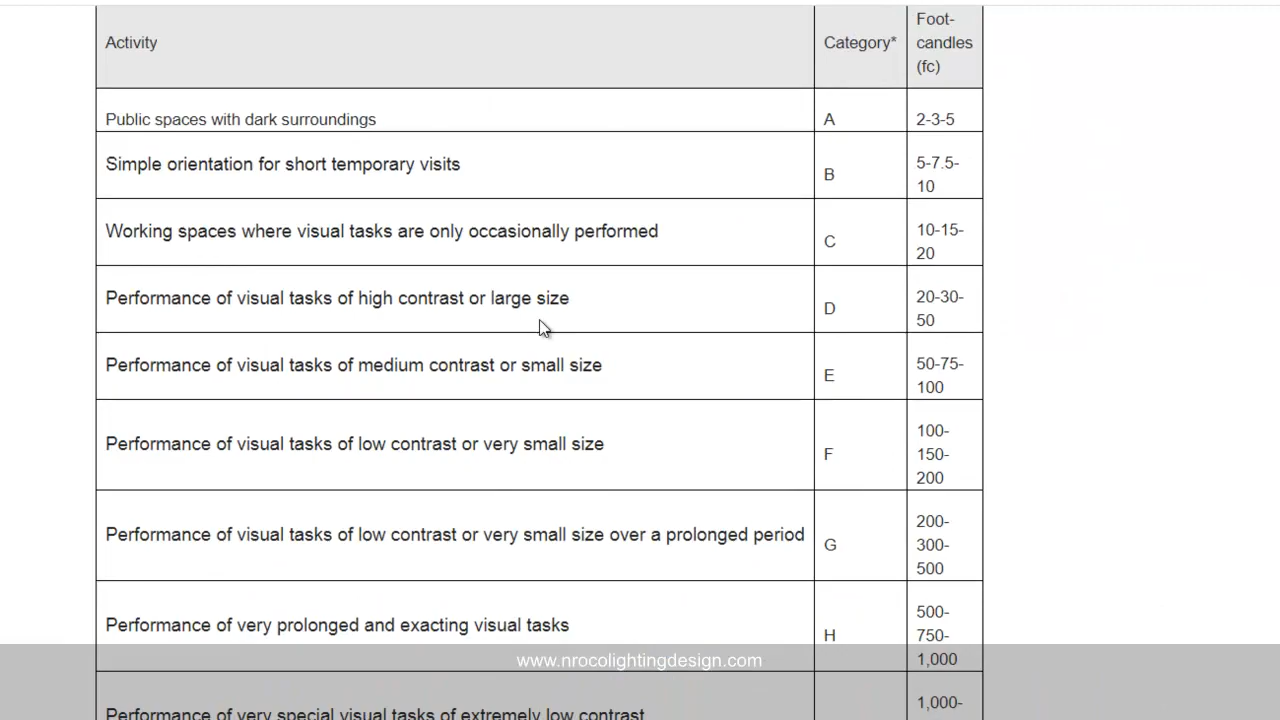 Activity
Category*
Foot-
candles
(fc)
Public spaces with dark surroundings
A
2-3-5
Simple orientation for short temporary visits
B
5-7.5-
10
Working spaces where visual tasks are only occasionally performed
C
10-15-
20
Performance of visual tasks of high contrast or large size
D
20-30-
50
Performance of visual tasks of medium contrast or small size
E
50-75-
100
Performance of visual tasks of low contrast or very small size
F
100-
150-
200
Performance of visual tasks of low contrast or very small size over a prolonged period
G
200-
300-
500
Performance of very prolonged and exacting visual tasks
H
500-
750-
1,000
www.nrocolightingdesign.com
Performance of very special visual tasks of extremely low contrast
1,000-